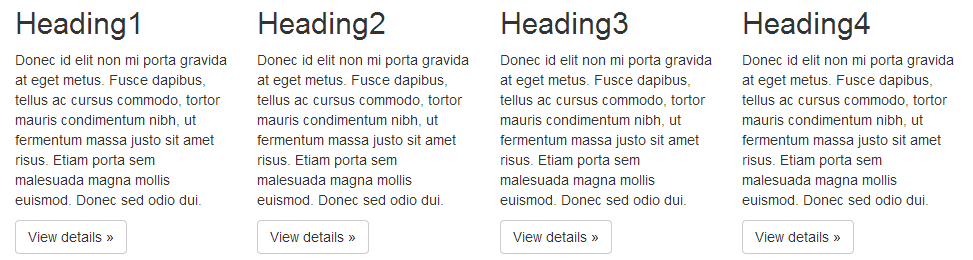 Heading1
Donec id elit non mi porta gravida
at eget metus. Fusce dapibus,
tellus ac cursus commodo, tortor
mauris condimentum nibh, ut
fermentum massa justo sit amet
risus. Etiam porta sem
malesuada magna mollis
euismod. Donec sed odio dui.
View details »
Heading2
Donec id elit non mi porta gravida
at eget metus. Fusce dapibus,
tellus ac cursus commodo, tortor
mauris condimentum nibh, ut
fermentum massa justo sit amet
risus. Etiam porta sem
malesuada magna mollis
euismod. Donec sed odio dui.
View details »
Heading3
Donec id elit non mi porta gravida
at eget metus. Fusce dapibus,
tellus ac cursus commodo, tortor
mauris condimentum nibh, ut
fermentum massa justo sit amet
risus. Etiam porta sem
malesuada magna mollis
euismod. Donec sed odio dui.
View details »
Heading4
Donec id elit non mi porta gravida
at eget metus. Fusce dapibus,
tellus ac cursus commodo, tortor
mauris condimentum nibh, ut
fermentum massa justo sit amet
risus. Etiam porta sem
malesuada magna mollis
euismod. Donec sed odio dui.
View details »